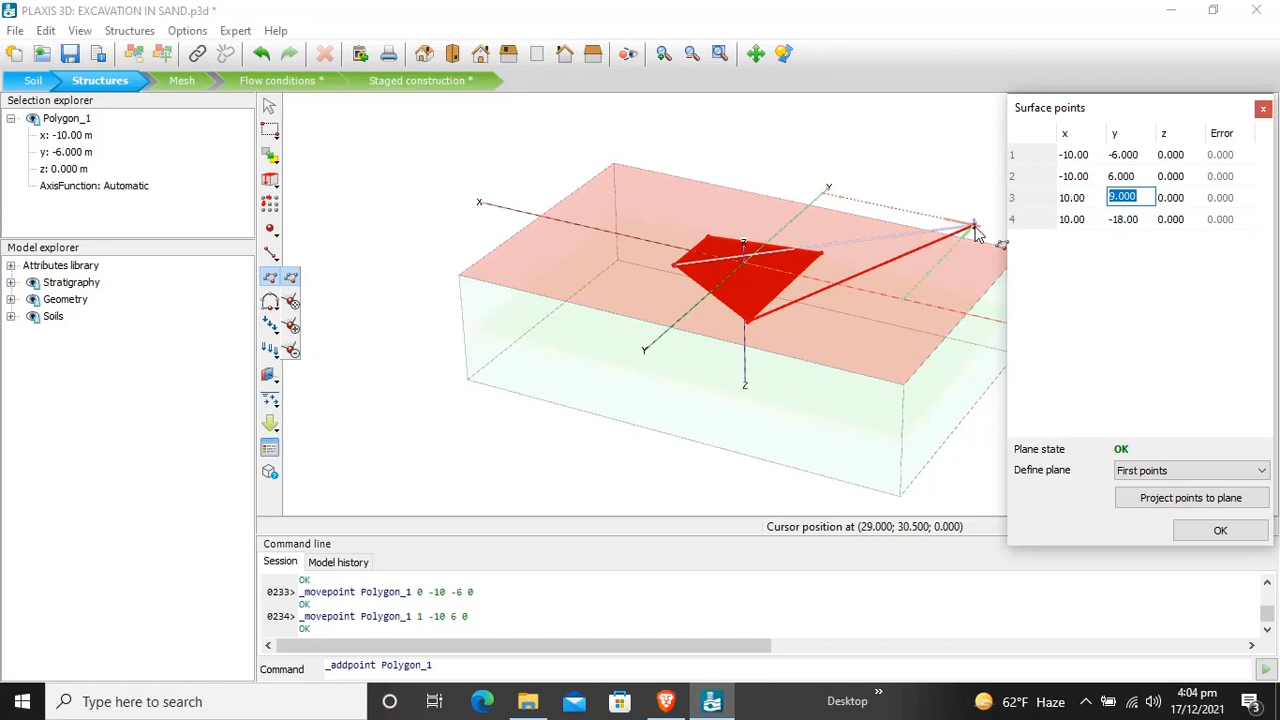 PLAXIS 3D: EXCAVATION IN SAND.p3d *
File Edit View Structures Options Expert Help
Soil Structures Mesh Flow conditions * Staged construction *
Selection explorer
Polygon_1
x: -10.00 m
y: -6.000 m
z: 0.000 m
AxisFunction: Automatic
Model explorer
Attributes library
Stratigraphy
Geometry
Soils
X
Y
Z
Y
Z
Surface points
x y z Error
1 -10.00 -6.000 0.000 0.000
2 -10.00 6.000 0.000 0.000
3 10.00 9.000 0.000 0.000
4 10.00 -18.00 0.000 0.000
Plane state OK
Define plane First points
Project points to plane
OK
Cursor position at (29.000; 30.500; 0.000)
Command line
Session Model history
OK
0233> _movepoint Polygon_1 0 -10 -6 0
OK
0234> _movepoint Polygon_1 1 -10 6 0
OK
Command _addpoint Polygon_1
Type here to search
Desktop
62°F Haze
4:04 pm
17/12/2021
3